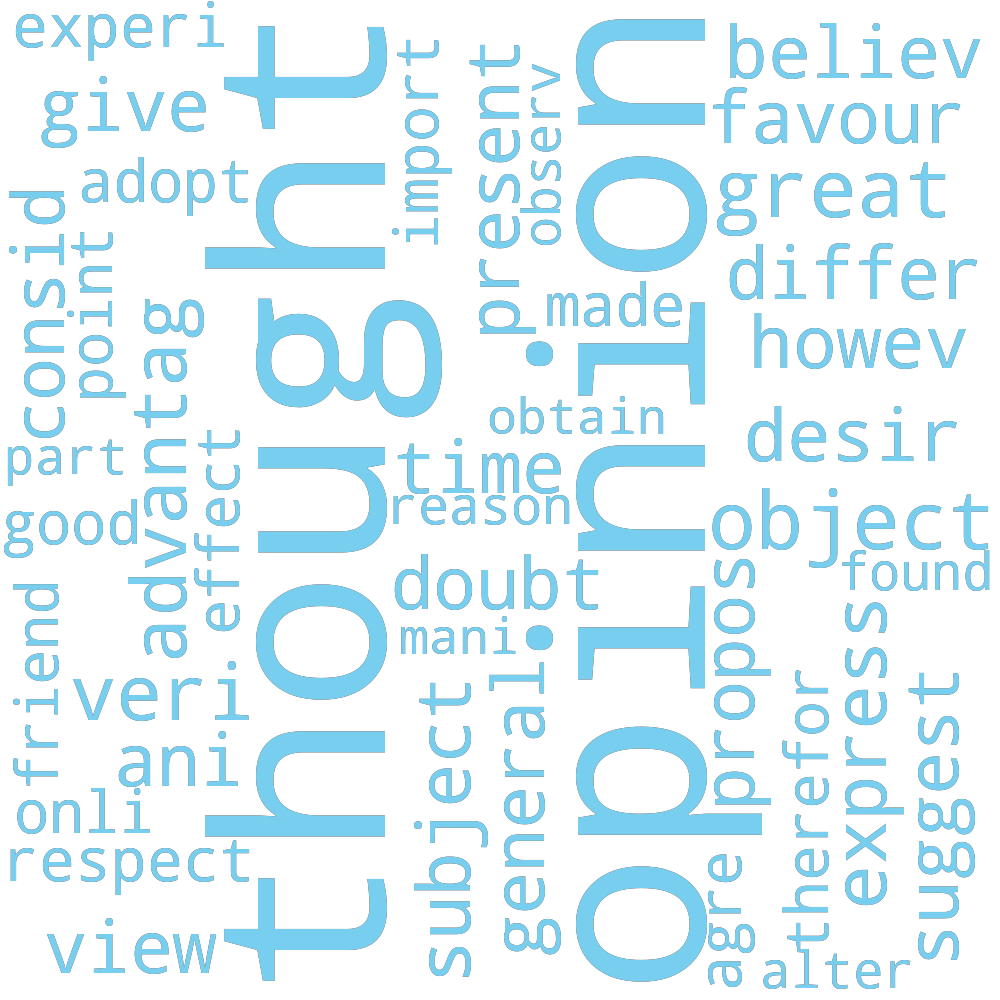 experi
give
adopt
consid
point
advantag
part
good
effect
friend
veri
ani
onli
respect
view
thought
import
present
observ
made
obtain
time
reason
doubt
mani
subject
general
opinion
believ
favour
great
differ
howev
desir
object
found
propos
express
therefor
suggest
agre
alter